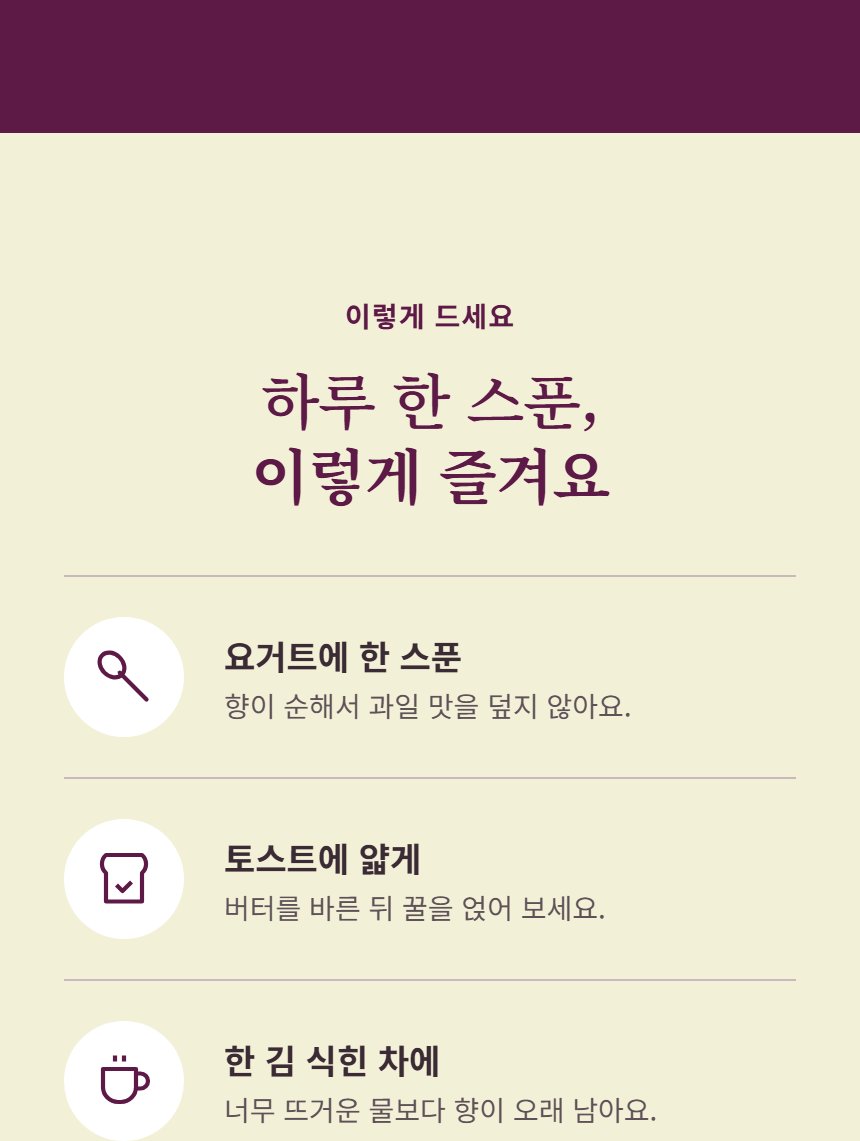 이렇게 드세요
하루 한 스푼,
이렇게 즐겨요
요거트에 한 스푼
향이 순해서 과일 맛을 덮지 않아요.
토스트에 얇게
버터를 바른 뒤 꿀을 얹어 보세요.
한 김 식힌 차에
너무 뜨거운 물보다 향이 오래 남아요.